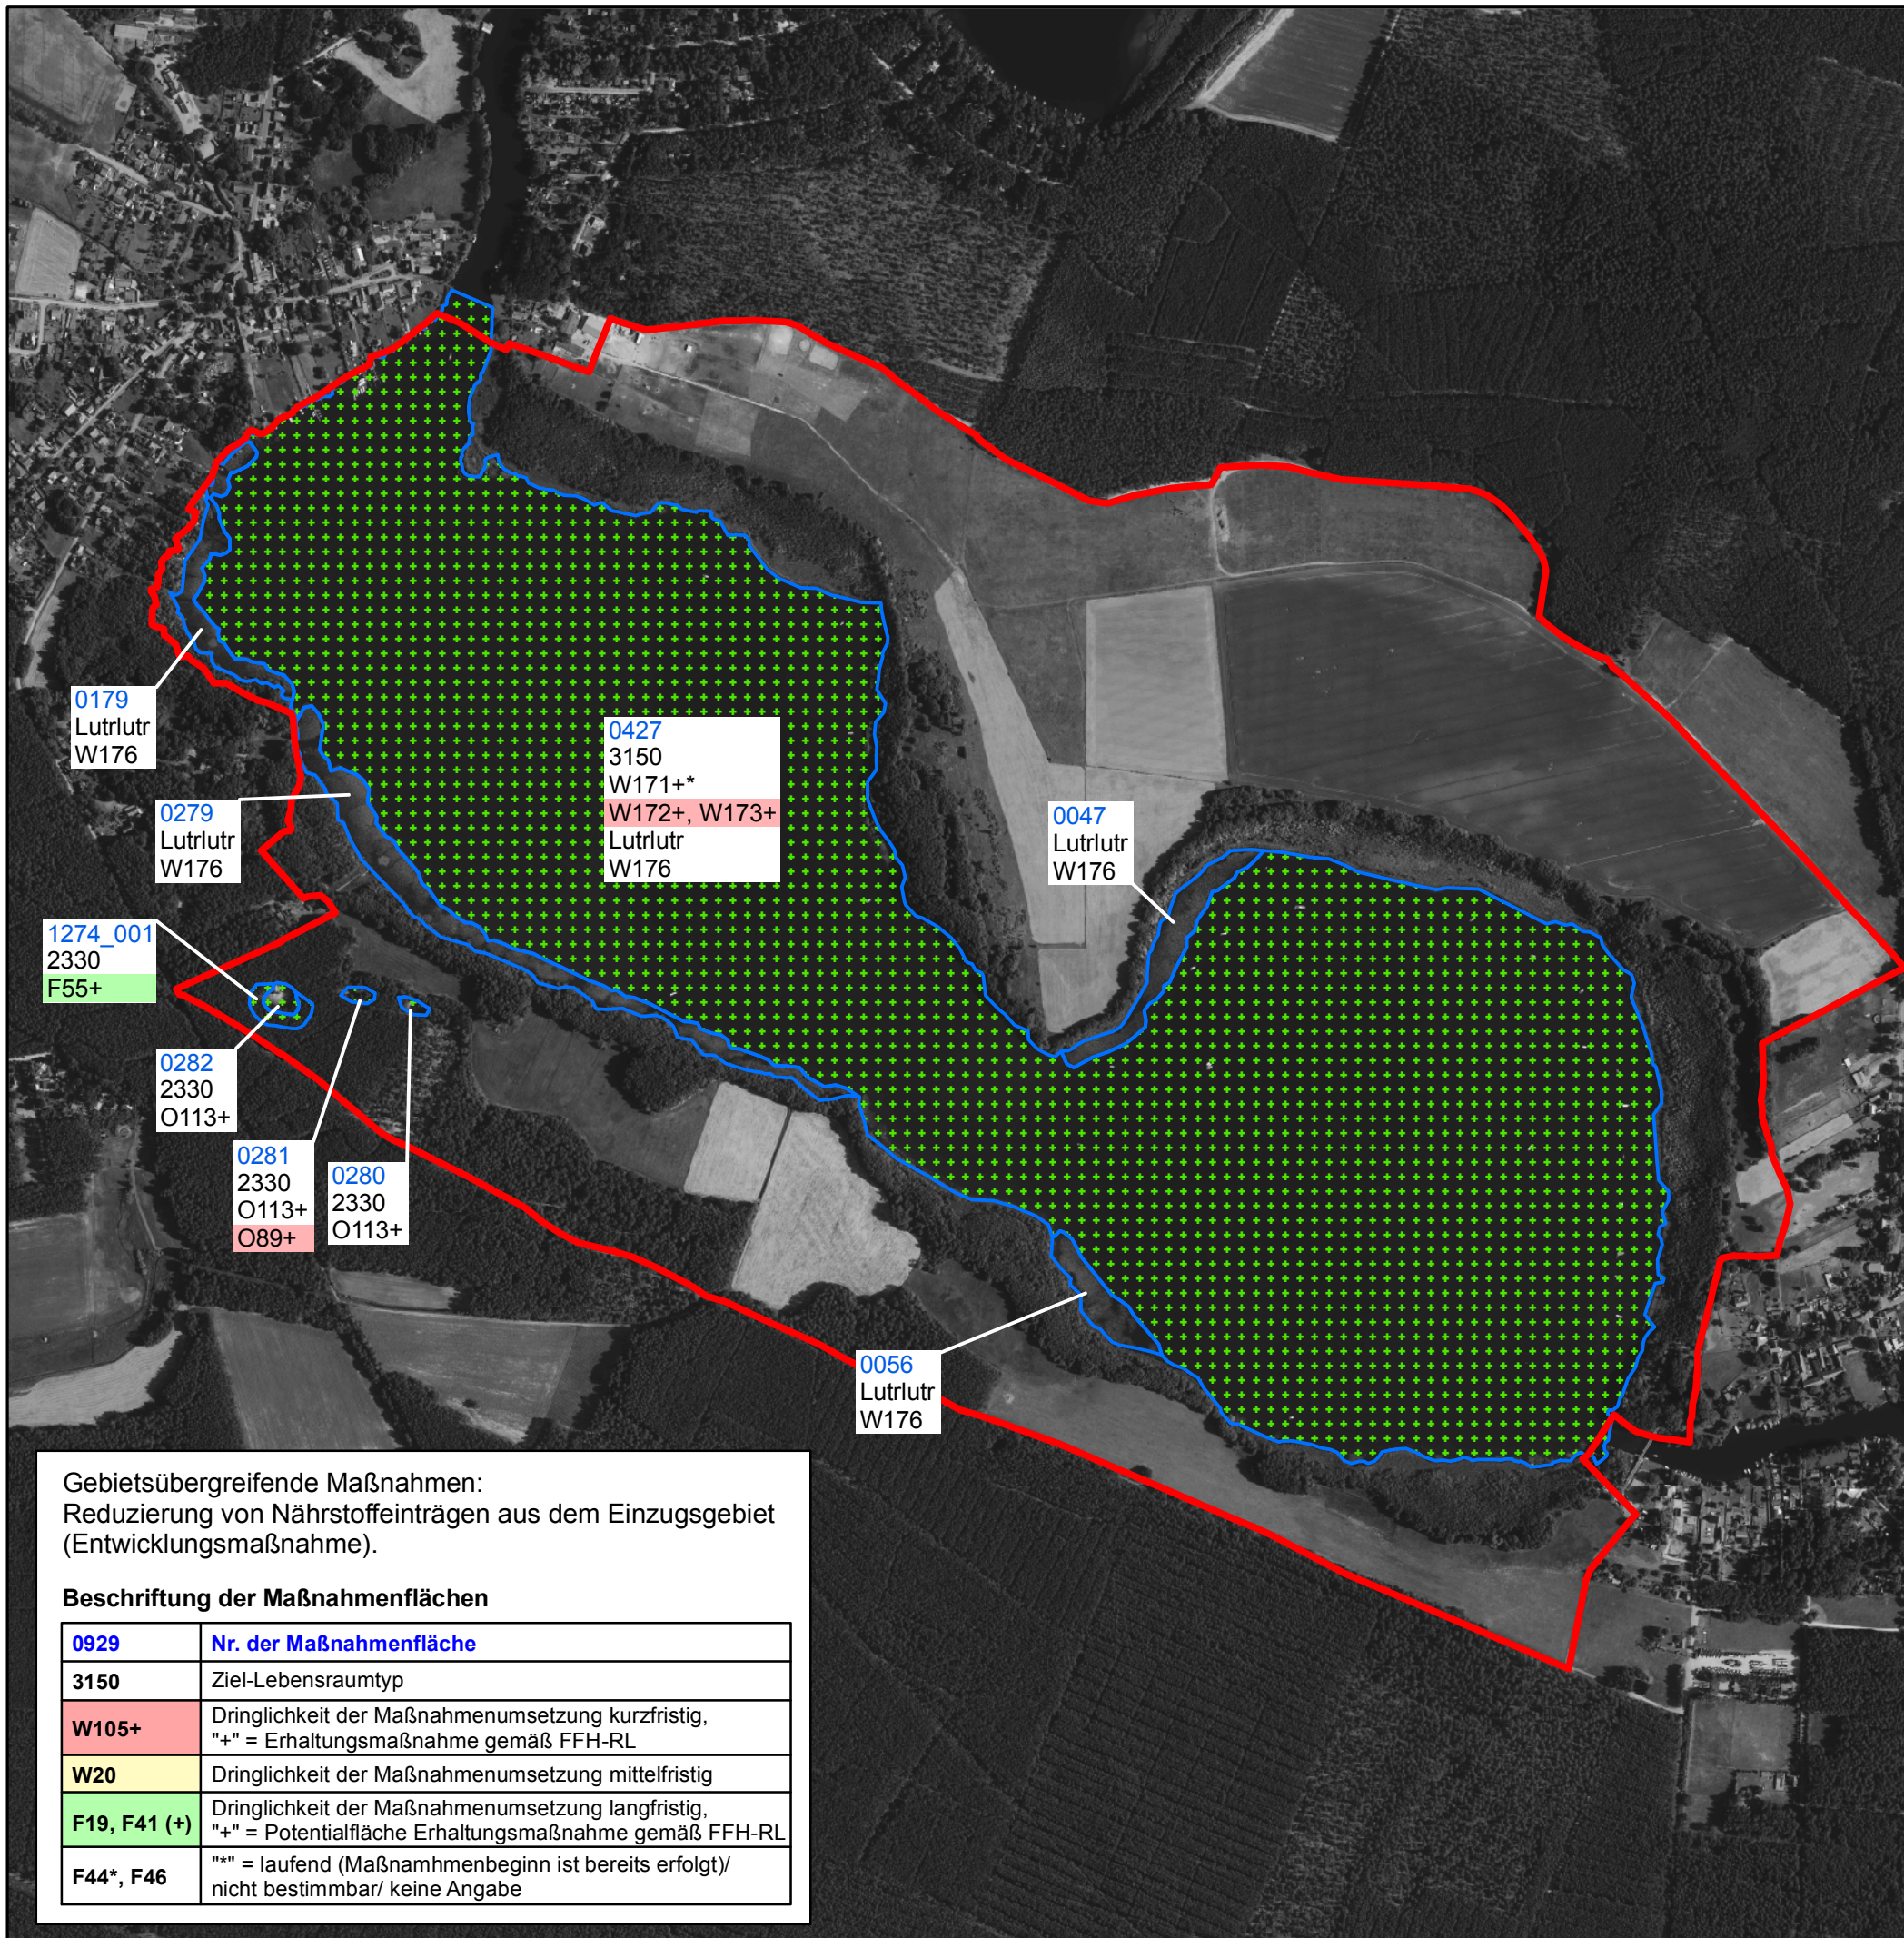 0179
Lutrlutr
W176
0427
3150
W171+*
W172+, W173+
Lutrlutr
W176
0279
Lutrlutr
W176
0047
Lutrlutr
W176
1274_001
2330
F55+
0282
2330
O113+
0281
2330
O113+
O89+
0280
2330
O113+
0056
Lutrlutr
W176
Gebietsübergreifende Maßnahmen:
Reduzierung von Nährstoffeinträgen aus dem Einzugsgebiet
(Entwicklungsmaßnahme).
Beschriftung der Maßnahmenflächen
0929 Nr. der Maßnahmenfläche
3150 Ziel-Lebensraumtyp
W105+ Dringlichkeit der Maßnahmenumsetzung kurzfristig,
"+" = Erhaltungsmaßnahme gemäß FFH-RL
W20 Dringlichkeit der Maßnahmenumsetzung mittelfristig
F19, F41 (+) Dringlichkeit der Maßnahmenumsetzung langfristig,
"+" = Potentialfläche Erhaltungsmaßnahme gemäß FFH-RL
F44*, F46 "*" = laufend (Maßnamhmenbeginn ist bereits erfolgt)/
nicht bestimmbar/ keine Angabe